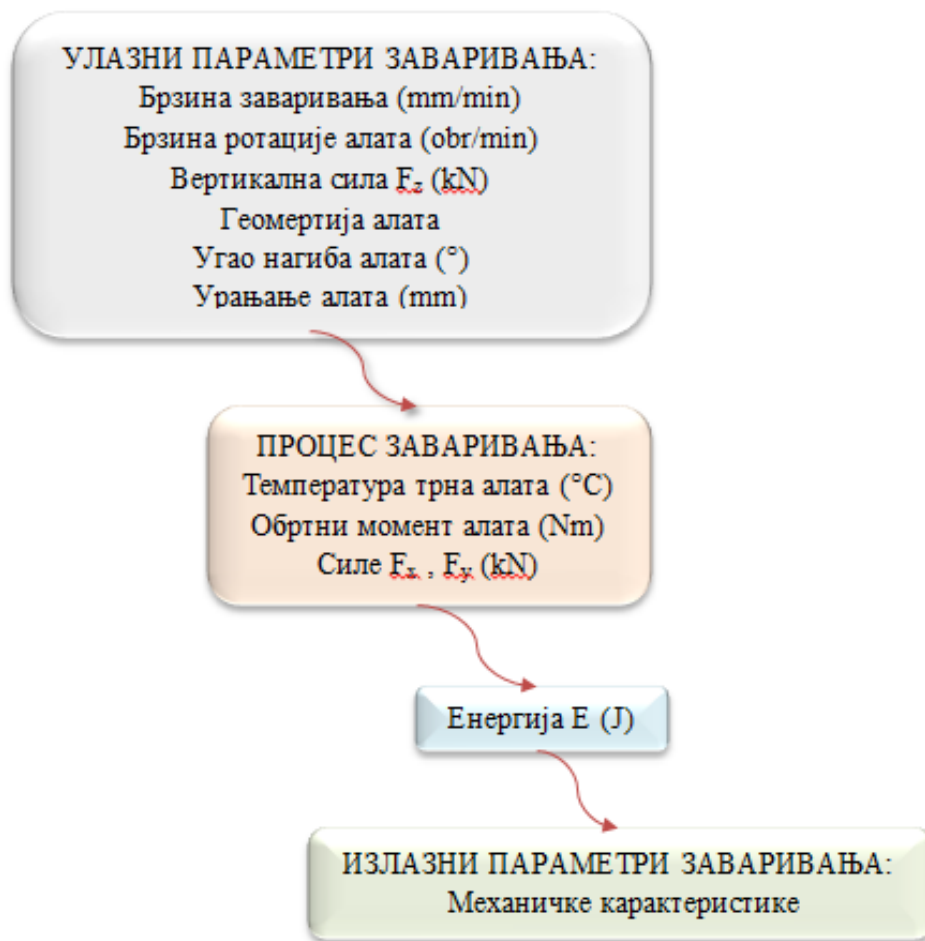 УЛАЗНИ ПАРАМЕТРИ ЗАВАРИВАЊА:
Брзина заваривања (mm/min)
Брзина ротације алата (obr/min)
Вертикална сила Fz (kN)
Геомертија алата
Угао нагиба алата (°)
Урањање алата (mm)
ПРОЦЕС ЗАВАРИВАЊА:
Температура трна алата (°C)
Обртни момент алата (Nm)
Силе Fx , Fy (kN)
Енергија E (J)
ИЗЛАЗНИ ПАРАМЕТРИ ЗАВАРИВАЊА:
Механичке карактеристике